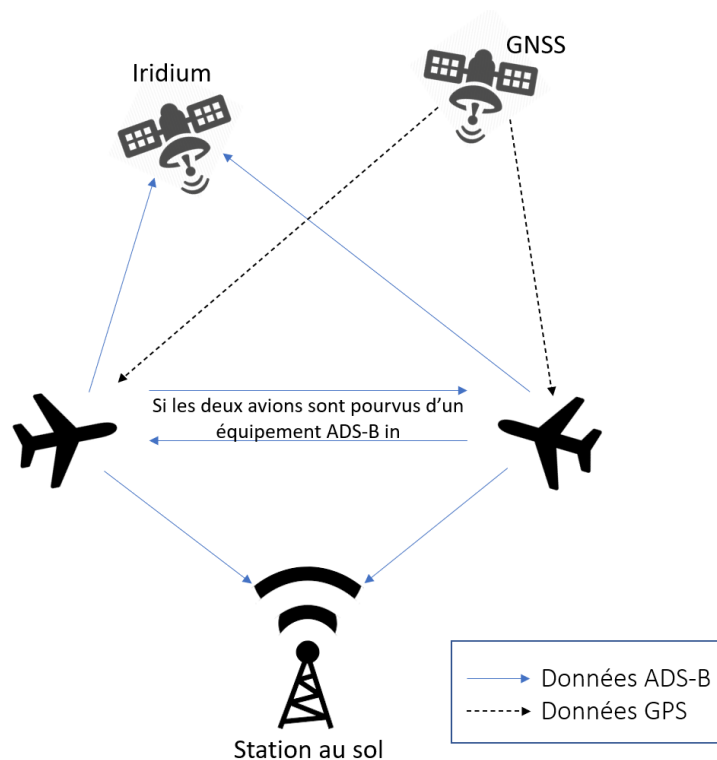 GNSS
Iridium
Si les deux avions sont pourvus d'un
équipement ADS-B in
Données ADS-B
Données GPS
Station au sol